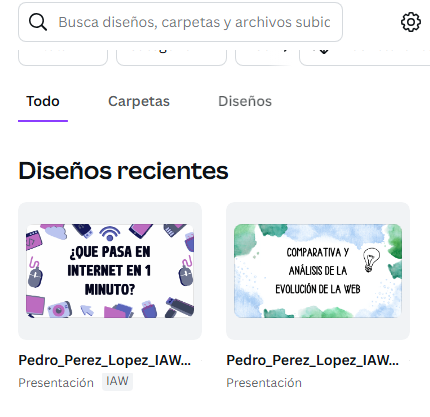 Busca diseños, carpetas y archivos subic
Todo
Carpetas
Diseños
Diseños recientes
¿QUE PASA EN
INTERNET EN 1
MINUTO?
COMPARATIVA Y
ANÁLISIS DE LA
EVOLUCIÓN DE LA WEB
Pedro_Perez_Lopez_IAW...
Pedro_Perez_Lopez_IAW...
Presentación IAW
Presentación